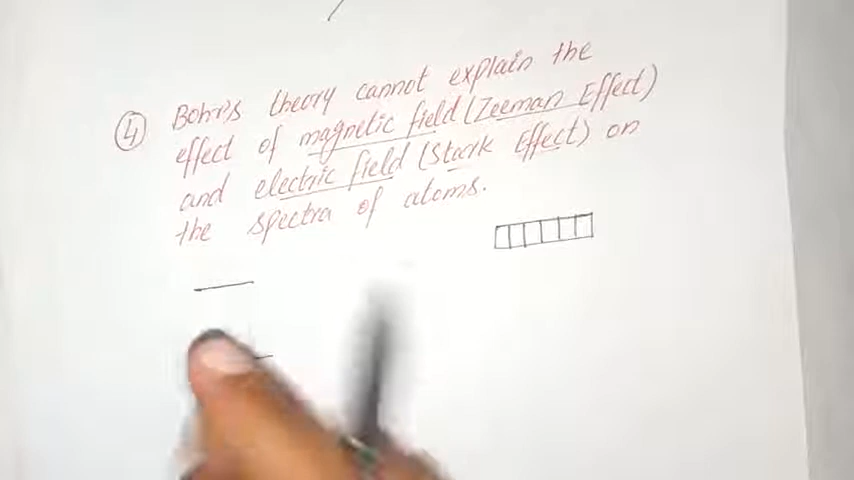 ④ Bohr's theory cannot explain the
effect of magnetic field (Zeeman Effect)
and electric field (Stark Effect) on
the spectra of atoms.